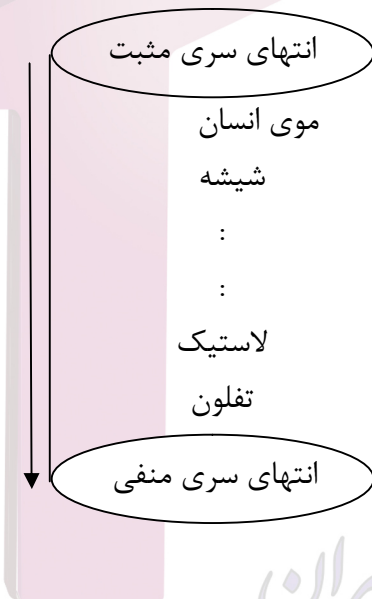 انتهای سری مثبت
موی انسان
شیشه
:
:
لاستیک
تفلون
انتهای سری منفی